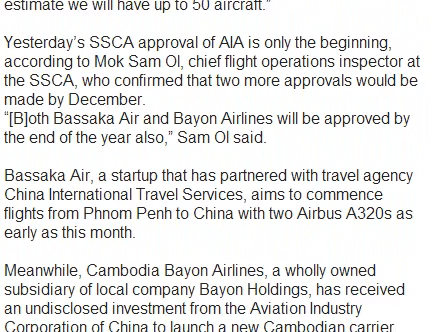 estimate we will have up to 50 aircraft.”
Yesterday’s SSCA approval of AIA is only the beginning,
according to Mok Sam Ol, chief flight operations inspector at
the SSCA, who confirmed that two more approvals would be
made by December.
“[B]oth Bassaka Air and Bayon Airlines will be approved by
the end of the year also,” Sam Ol said.
Bassaka Air, a startup that has partnered with travel agency
China International Travel Services, aims to commence
flights from Phnom Penh to China with two Airbus A320s as
early as this month.
Meanwhile, Cambodia Bayon Airlines, a wholly owned
subsidiary of local company Bayon Holdings, has received
an undisclosed investment from the Aviation Industry
Corporation of China to launch a new Cambodian carrier